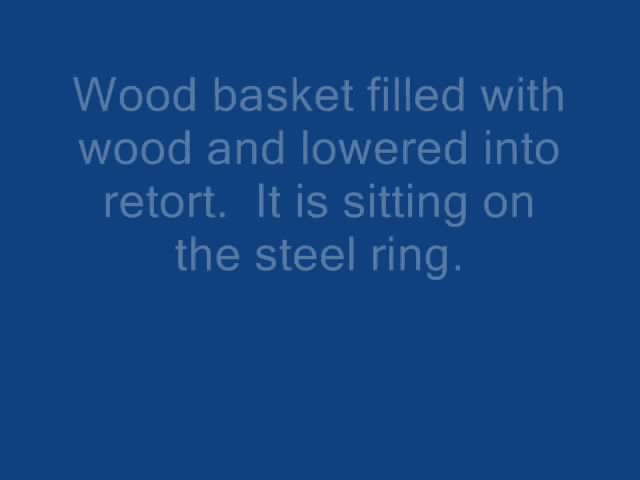 Wood basket filled with
wood and lowered into
retort.  It is sitting on
the steel ring.